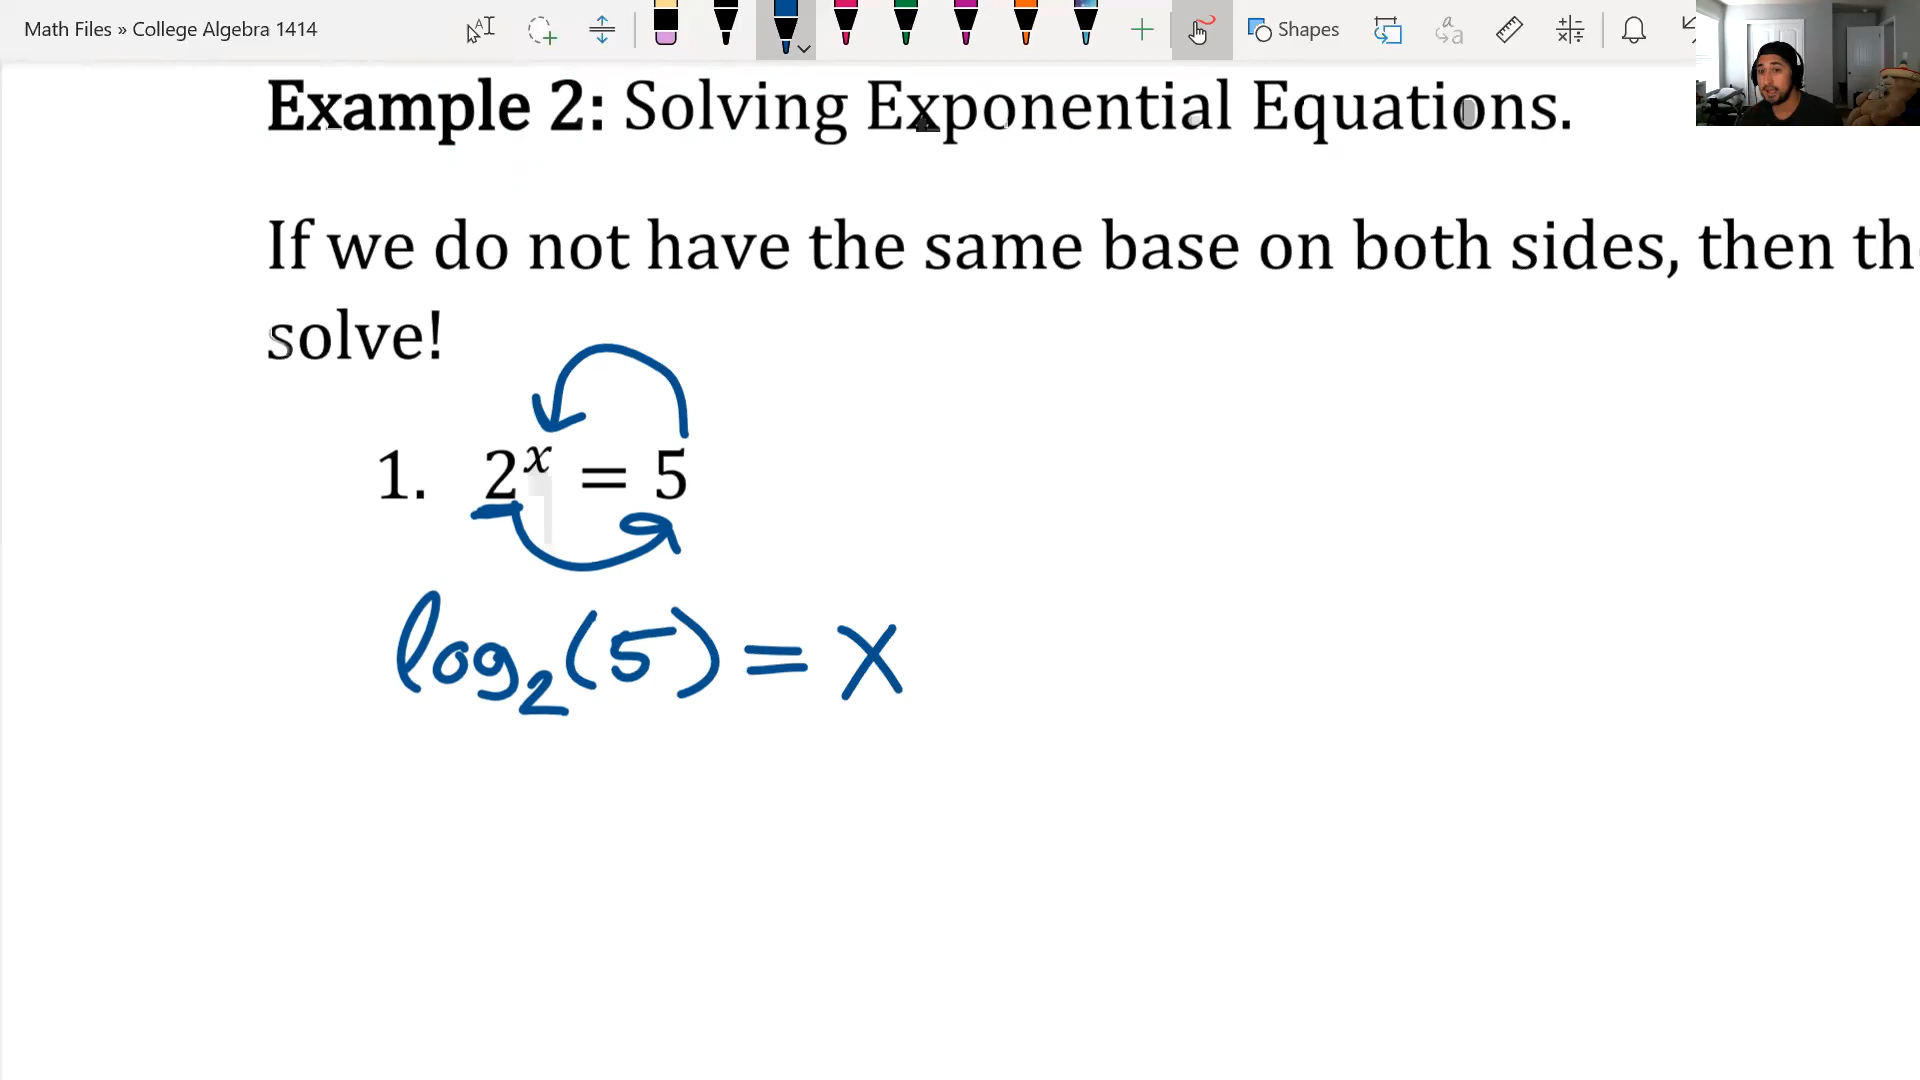 Math Files » College Algebra 1414
Shapes
Example 2: Solving Exponential Equations.
If we do not have the same base on both sides, then
solve!
1. 2^x = 5
log_2(5) = x